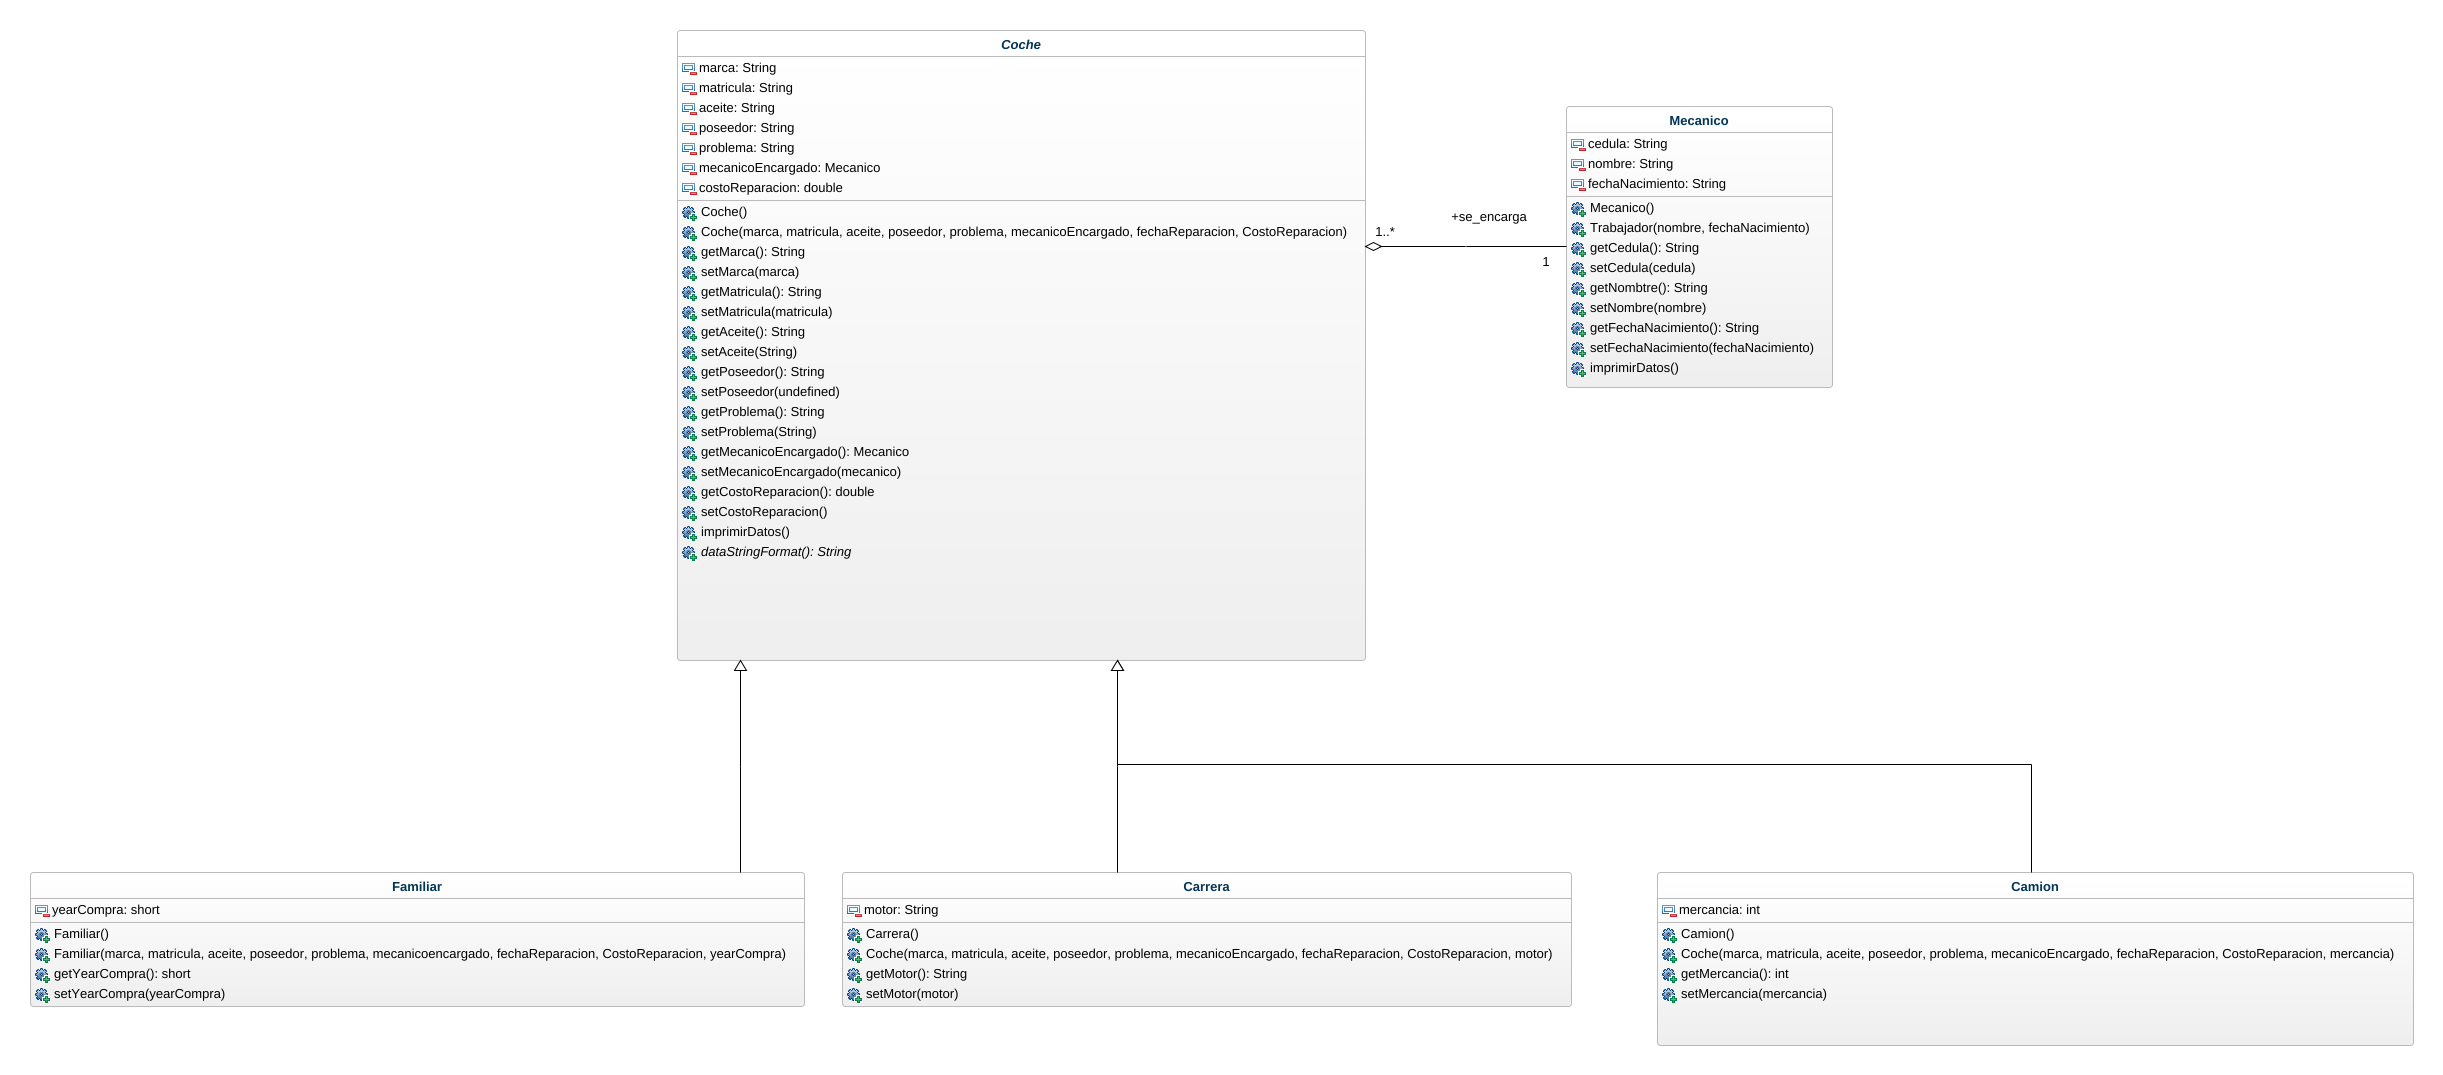 Coche
marca: String
matricula: String
aceite: String
poseedor: String
problema: String
mecanicoEncargado: Mecanico
costoReparacion: double
Coche()
Coche(marca, matricula, aceite, poseedor, problema, mecanicoEncargado, fechaReparacion, CostoReparacion)
getMarca(): String
setMarca(marca)
getMatricula(): String
setMatricula(matricula)
getAceite(): String
setAceite(String)
getPoseedor(): String
setPoseedor(undefined)
getProblema(): String
setProblema(String)
getMecanicoEncargado(): Mecanico
setMecanicoEncargado(mecanico)
getCostoReparacion(): double
setCostoReparacion()
imprimirDatos()
dataStringFormat(): String
+se_encarga
1..*
1
Mecanico
cedula: String
nombre: String
fechaNacimiento: String
Mecanico()
Trabajador(nombre, fechaNacimiento)
getCedula(): String
setCedula(cedula)
getNombtre(): String
setNombre(nombre)
getFechaNacimiento(): String
setFechaNacimiento(fechaNacimiento)
imprimirDatos()
Familiar
yearCompra: short
Familiar()
Familiar(marca, matricula, aceite, poseedor, problema, mecanicoencargado, fechaReparacion, CostoReparacion, yearCompra)
getYearCompra(): short
setYearCompra(yearCompra)
Carrera
motor: String
Carrera()
Coche(marca, matricula, aceite, poseedor, problema, mecanicoEncargado, fechaReparacion, CostoReparacion, motor)
getMotor(): String
setMotor(motor)
Camion
mercancia: int
Camion()
Coche(marca, matricula, aceite, poseedor, problema, mecanicoEncargado, fechaReparacion, CostoReparacion, mercancia)
getMercancia(): int
setMercancia(mercancia)